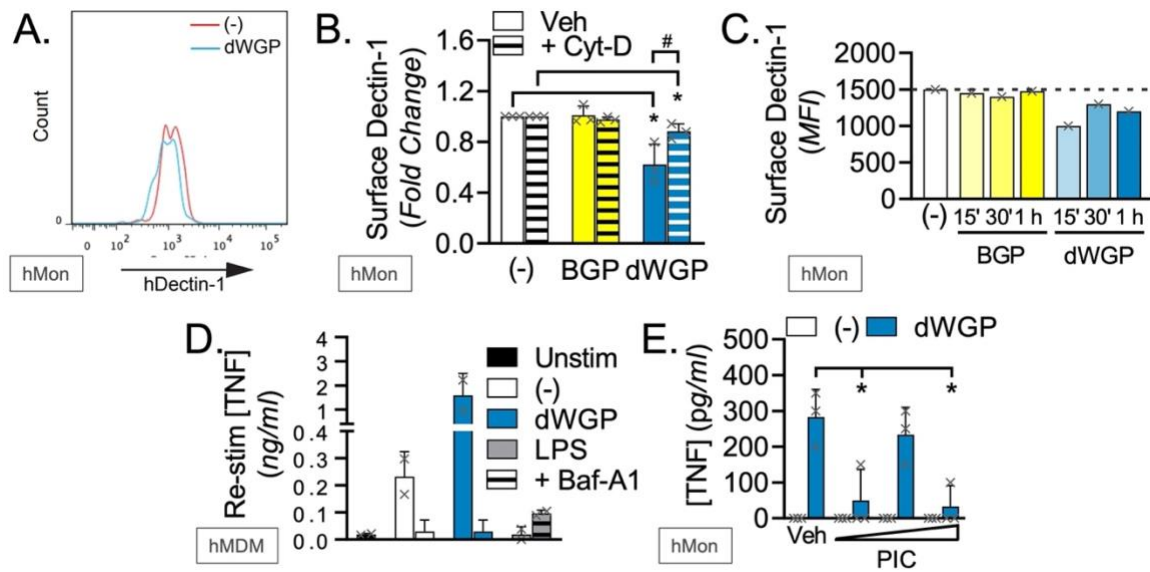 A.
(-)
dWGP
Count
0
0 10² 10³ 10⁴ 10⁵
hDectin-1
hMon
B.
Veh
+ Cyt-D
Surface Dectin-1
(Fold Change)
1.6
1.2
0.8
0.4
0.0
#
*
*
(-) BGP dWGP
hMon
C.
Surface Dectin-1
(MFI)
2000
1500
1000
500
0
(-) 15' 30' 1 h 15' 30' 1 h
BGP dWGP
hMon
D.
Re-stim [TNF]
(ng/ml)
4
3
2
1
0.4
0.3
0.2
0.1
0.0
Unstim
(-)
dWGP
LPS
+ Baf-A1
hMDM
E.
(-) dWGP
[TNF] (pg/ml)
500
400
300
200
100
0
*
*
Veh
PIC
hMon